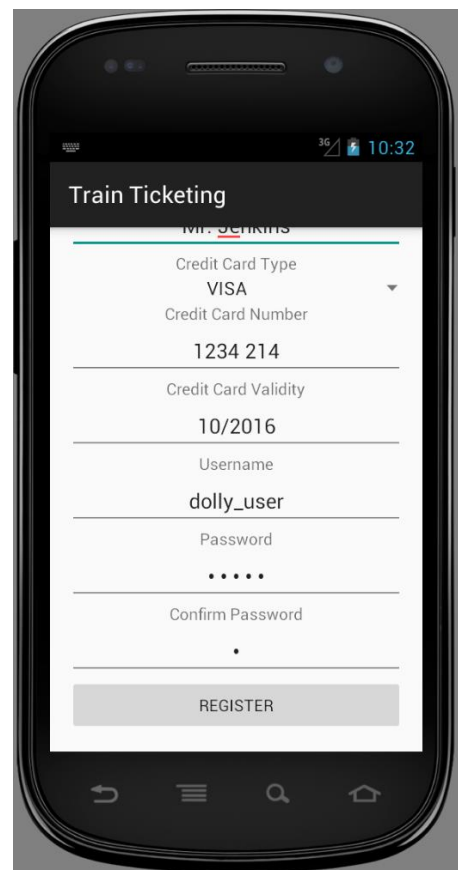 3G 10:32
Train Ticketing
Mr. Jenkins
Credit Card Type
VISA
Credit Card Number
1234 214
Credit Card Validity
10/2016
Username
dolly_user
Password
•••••
Confirm Password
•
REGISTER